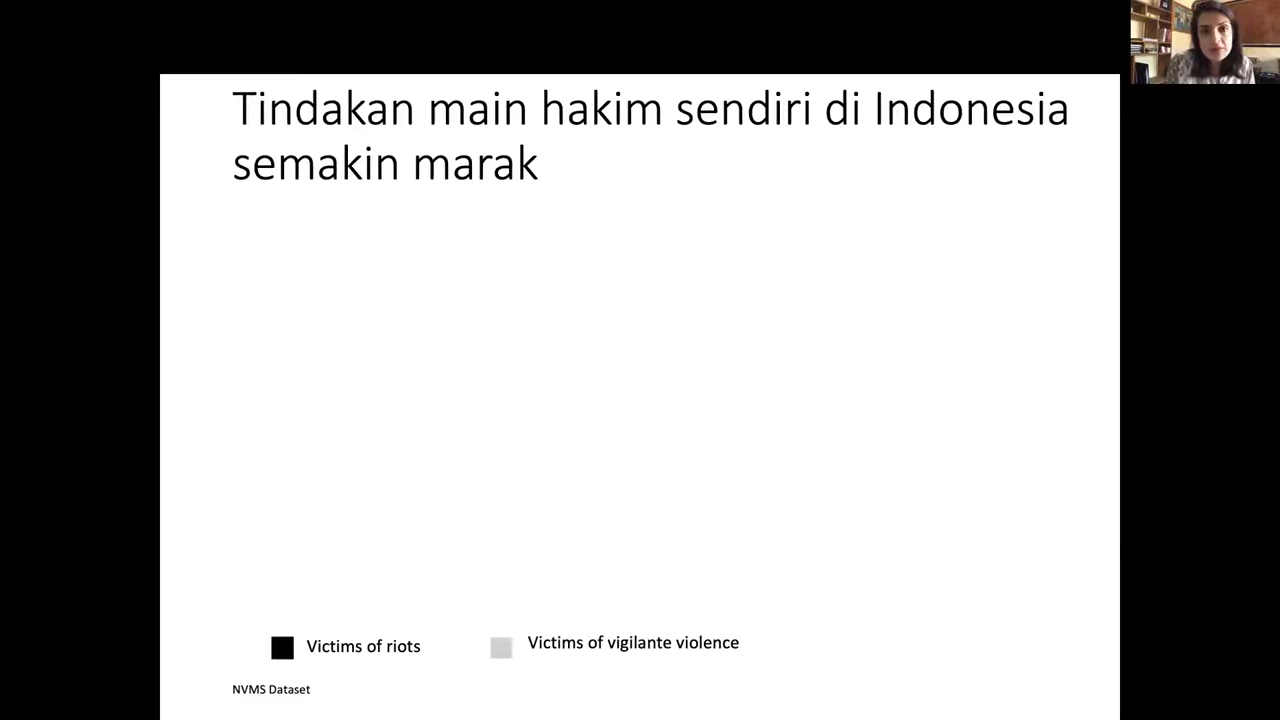 Tindakan main hakim sendiri di Indonesia
semakin marak
Victims of riots
Victims of vigilante violence
NVMS Dataset